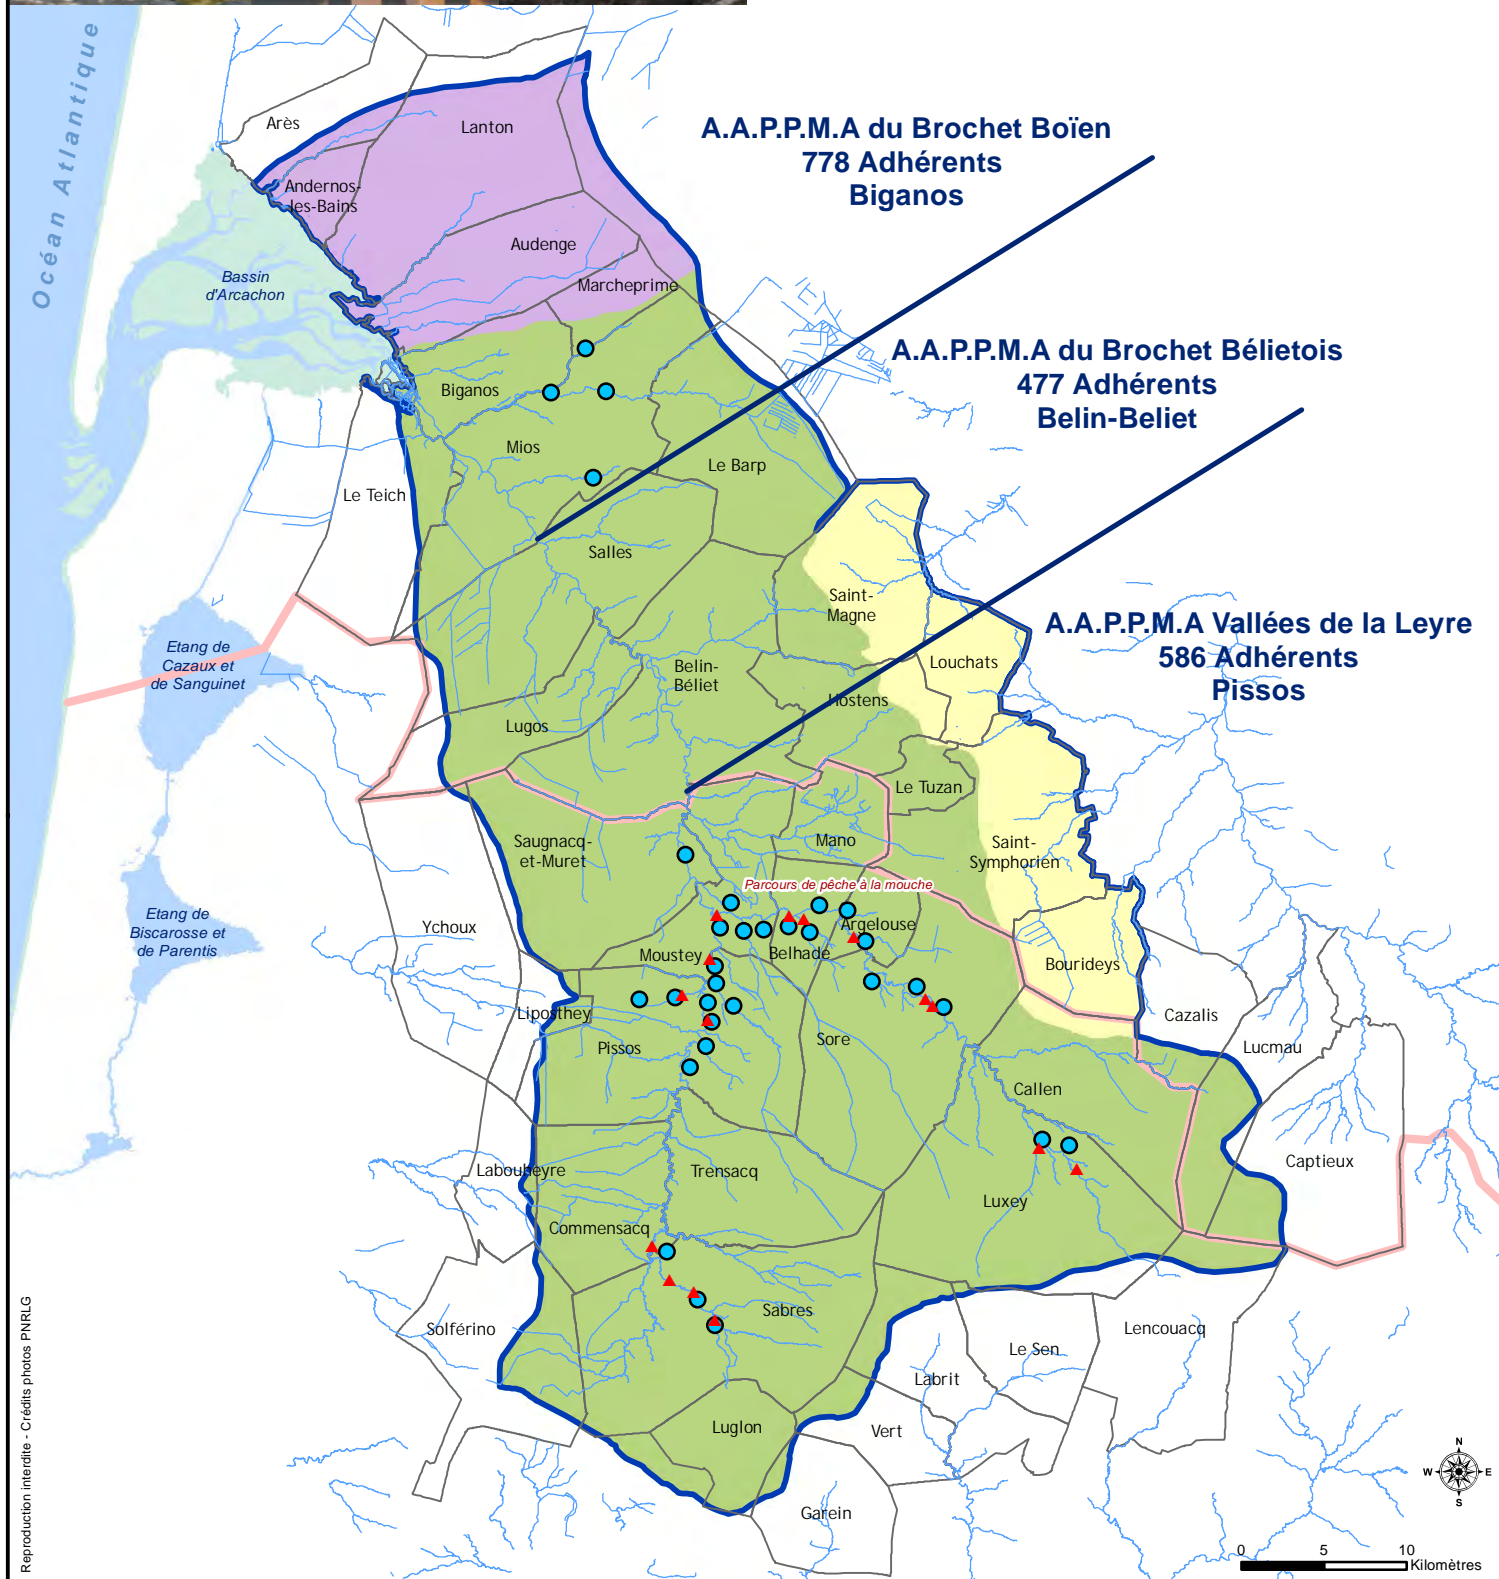 Océan Atlantique
Arès
Lanton
A.A.P.P.M.A du Brochet Boïen
778 Adhérents
Biganos
Andernos-
les-Bains
Audenge
Bassin
d'Arcachon
Marcheprime
A.A.P.P.M.A du Brochet Bélietois
477 Adhérents
Belin-Beliet
Biganos
Mios
Le Barp
Le Teich
Salles
Saint-
Magne
A.A.P.P.M.A Vallées de la Leyre
586 Adhérents
Pissos
Etang de
Cazaux et
de Sanguinet
Belin-
Béliet
Louchats
Hostens
Lugos
Le Tuzan
Saugnacq-
et-Muret
Mano
Saint-
Symphorien
Parcours de pêche à la mouche
Etang de
Biscarosse et
de Parentis
Ychoux
Argelouse
Moustey
Belhade
Bourideys
Liposthey
Cazalis
Pissos
Sore
Lucmau
Callen
Labouheyre
Trensacq
Captieux
Luxey
Commensacq
Sabres
Solférino
Lencouacq
Le Sen
Labrit
Luglon
Vert
Garein
N
W
E
S
0 5 10
Kilomètres
Reproduction interdite - Crédits photos PNRLG